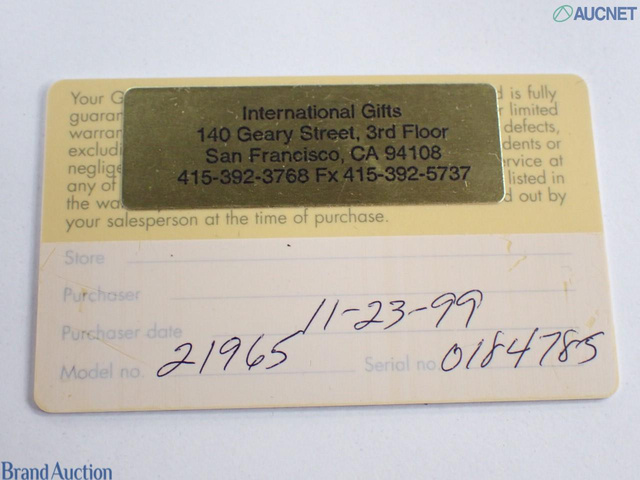 AUCNET
Your G d is fully
guaran r limited
warran defects,
excludi dents or
neglige rvice at
any of listed in
the wa d out by
your salesperson at the time of purchase.
International Gifts
140 Geary Street, 3rd Floor
San Francisco, CA 94108
415-392-3768 Fx 415-392-5737
Store
Purchaser
Purchaser date 11-23-99
Model no. 21965 Serial no. 0184785
Brand Auction